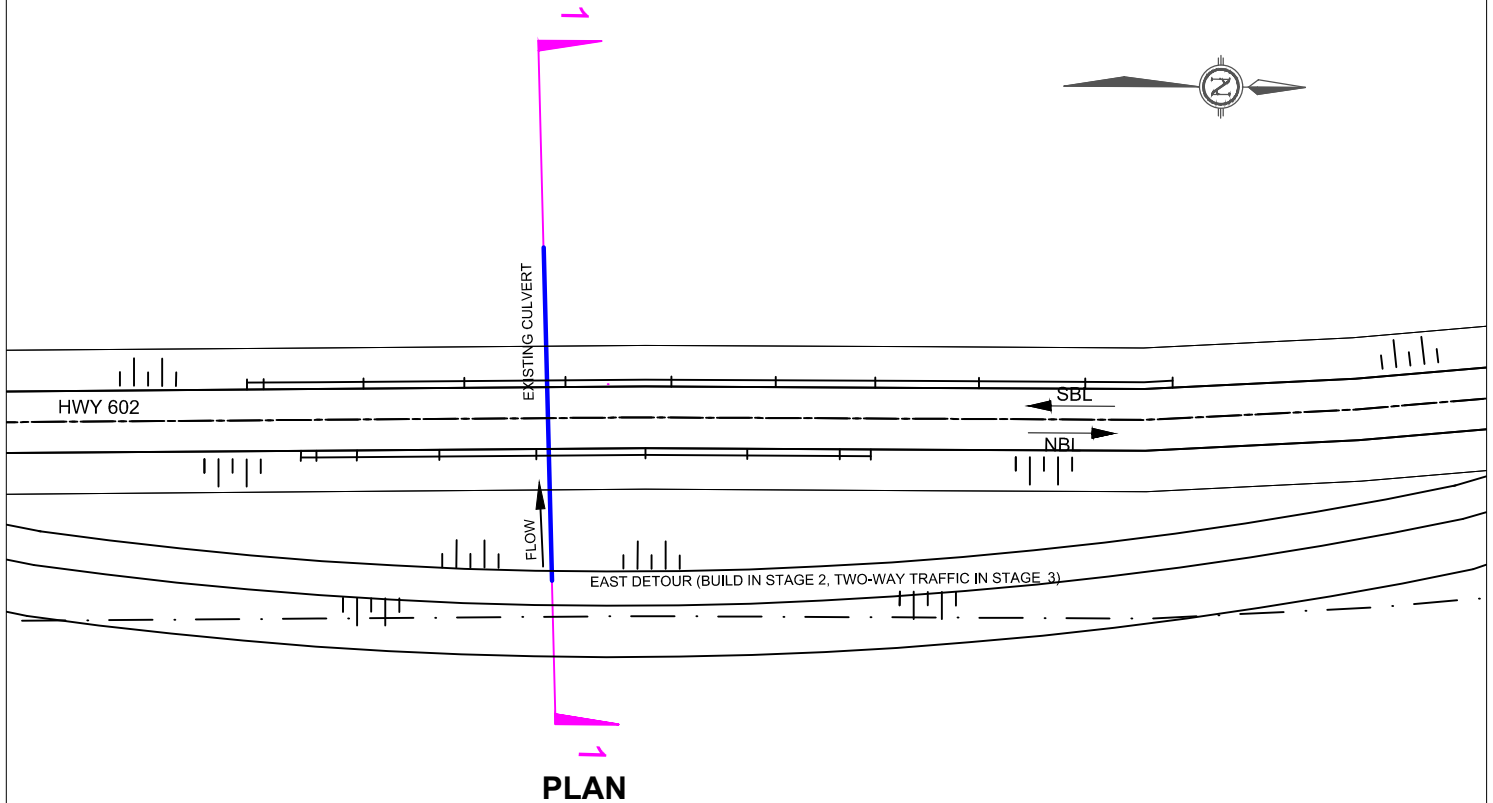 1
N
EXISTING CULVERT
HWY 602
SBL
NBL
FLOW
EAST DETOUR (BUILD IN STAGE 2, TWO-WAY TRAFFIC IN STAGE 3)
1
PLAN